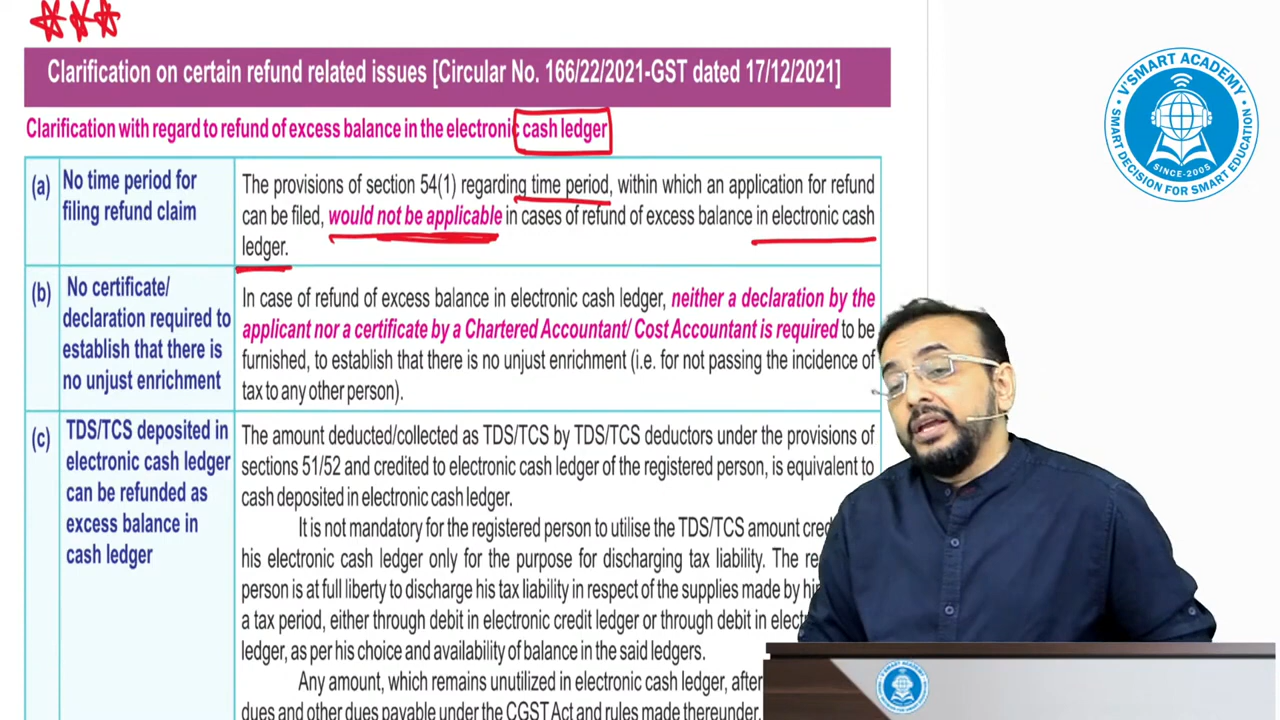 Clarification on certain refund related issues [Circular No. 166/22/2021-GST dated 17/12/2021]
Clarification with regard to refund of excess balance in the electronic cash ledger
(a) No time period for filing refund claim
The provisions of section 54(1) regarding time period, within which an application for refund
can be filed, would not be applicable in cases of refund of excess balance in electronic cash
ledger.
(b) No certificate/
declaration required to
establish that there is
no unjust enrichment
In case of refund of excess balance in electronic cash ledger, neither a declaration by the
applicant nor a certificate by a Chartered Accountant/ Cost Accountant is required to be
furnished, to establish that there is no unjust enrichment (i.e. for not passing the incidence of
tax to any other person).
(c) TDS/TCS deposited in
electronic cash ledger
can be refunded as
excess balance in
cash ledger
The amount deducted/collected as TDS/TCS by TDS/TCS deductors under the provisions of
sections 51/52 and credited to electronic cash ledger of the registered person, is equivalent to
cash deposited in electronic cash ledger.
It is not mandatory for the registered person to utilise the TDS/TCS amount
his electronic cash ledger only for the purpose for discharging tax liability. The
person is at full liberty to discharge his tax liability in respect of the supplies made by
a tax period, either through debit in electronic credit ledger or through debit in
ledger, as per his choice and availability of balance in the said ledgers.
Any amount, which remains unutilized in electronic cash ledger, after
dues and other dues payable under the CGST Act and rules made thereunder,
V'SMART ACADEMY
SINCE-2005
SMART DECISION FOR SMART EDUCATION
V'SMART ACADEMY